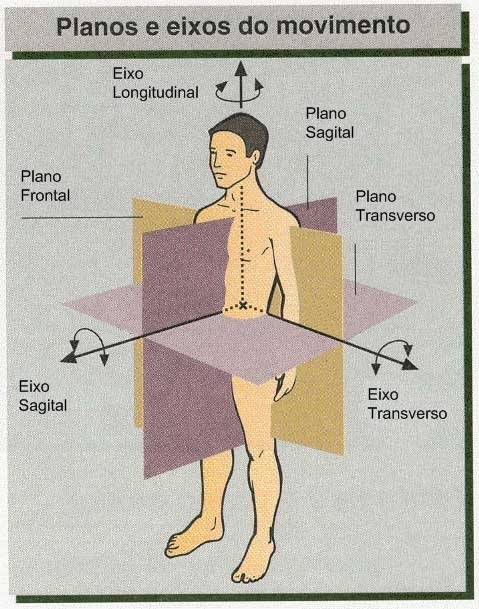 Planos e eixos do movimento
Eixo
Longitudinal
Plano
Sagital
Plano
Frontal
Plano
Transverso
Eixo
Sagital
Eixo
Transverso